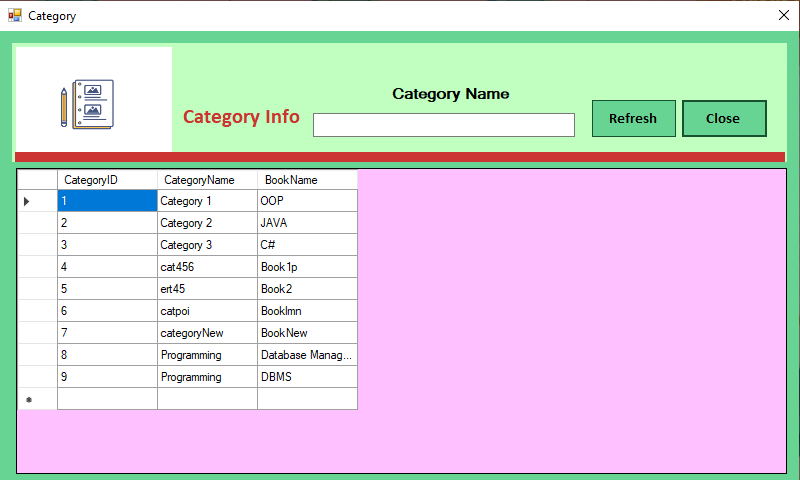 Category
Category Name
Category Info
Refresh Close
CategoryID CategoryName BookName
1 Category 1 OOP
2 Category 2 JAVA
3 Category 3 C#
4 cat456 Book1p
5 ert45 Book2
6 catpoi Booklmn
7 categoryNew BookNew
8 Programming Database Manag...
9 Programming DBMS